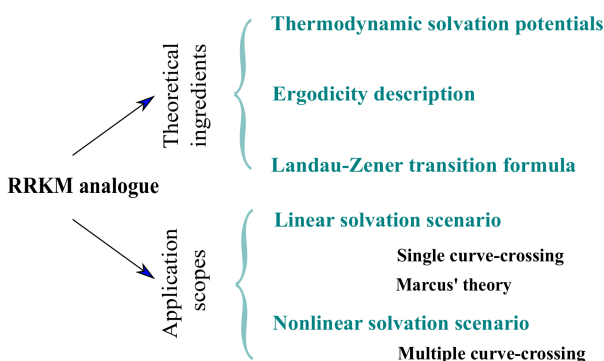 RRKM analogue
Theoretical
ingredients
Thermodynamic solvation potentials
Ergodicity description
Landau-Zener transition formula
Application
scopes
Linear solvation scenario
Single curve-crossing
Marcus' theory
Nonlinear solvation scenario
Multiple curve-crossing